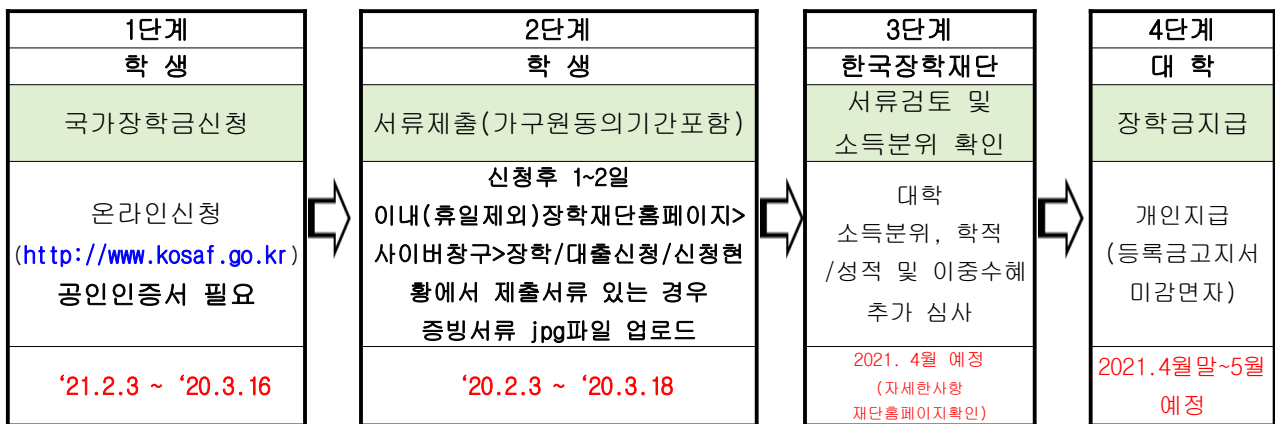 1단계
학 생
국가장학금신청
온라인신청
(http://www.kosaf.go.kr)
공인인증서 필요
‘21.2.3 ~ ‘20.3.16
2단계
학 생
서류제출(가구원동의기간포함)
신청후 1~2일
이내(휴일제외)장학재단홈페이지>
사이버창구>장학/대출신청/신청현
황에서 제출서류 있는 경우
증빙서류 jpg파일 업로드
‘20.2.3 ~ ‘20.3.18
3단계
한국장학재단
서류검토 및
소득분위 확인
대학
소득분위, 학적
/성적 및 이중수혜
추가 심사
2021. 4월 예정
(자세한사항
재단홈페이지확인)
4단계
대 학
장학금지급
개인지급
(등록금고지서
미감면자)
2021.4월말~5월
예정